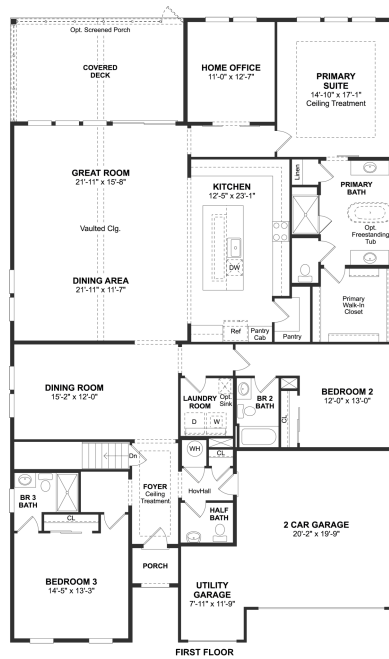 Opt. Screened Porch
COVERED
DECK
HOME OFFICE
11'-0" x 12'-7"
PRIMARY
SUITE
14'-10" x 17'-1"
Ceiling Treatment
GREAT ROOM
21'-11" x 15'-8"
KITCHEN
12'-5" x 23'-1"
Linen
PRIMARY
BATH
Opt.
Freestanding
Tub
Vaulted Clg.
DW
DINING AREA
21'-11" x 11'-7"
Primary
Walk-In
Closet
Ref
Pantry
Cab
Pantry
DINING ROOM
15'-2" x 12'-0"
LAUNDRY
ROOM
Opt.
Sink
D
W
BR 2
BATH
CL
BEDROOM 2
12'-0" x 13'-0"
Dn
WH
CL
FOYER
Ceiling
Treatment
HovHall
BR 3
BATH
CL
HALF
BATH
2 CAR GARAGE
20'-2" x 19'-9"
PORCH
BEDROOM 3
14'-5" x 13'-3"
UTILITY
GARAGE
7'-11" x 11'-9"
FIRST FLOOR